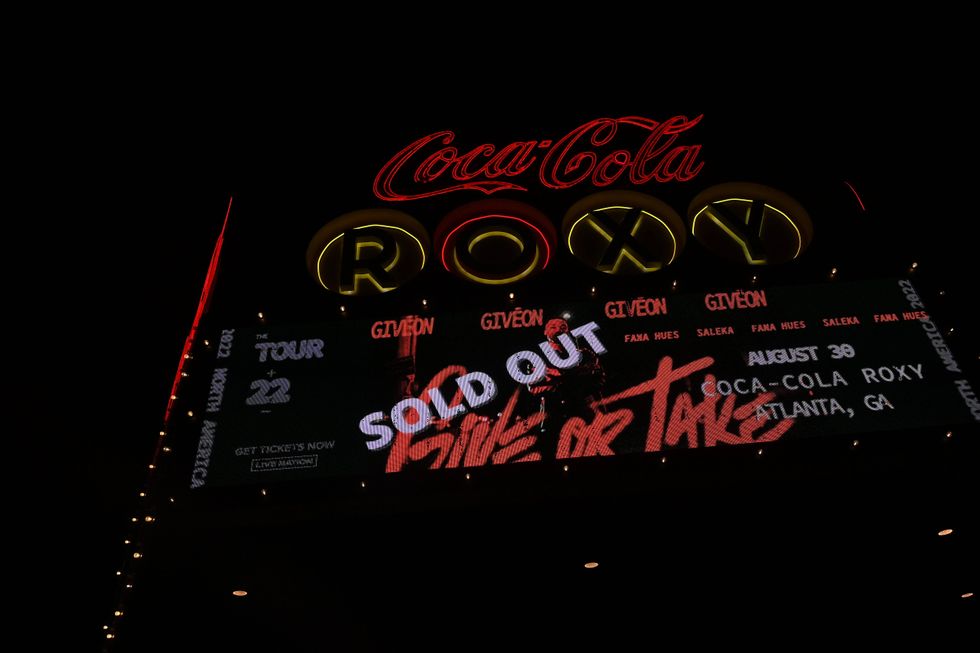 Coca-Cola
ROXY
GIVĒON GIVĒON GIVĒON GIVĒON
FANA HUES SALEKA FANA HUES SALEKA FANA HUES
2022 NORTH AMERICA
THE
TOUR
+
22
GET TICKETS NOW
LIVE NATION
SOLD OUT
GIVE OR TAKE
AUGUST 30
COCA-COLA ROXY
ATLANTA, GA
NORTH AMERICA 2022